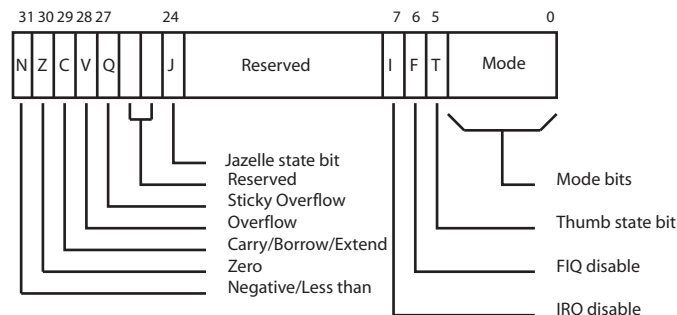 31 30 29 28 27 24 7 6 5 0
N Z C V Q J Reserved I F T Mode
Jazelle state bit
Reserved
Sticky Overflow
Overflow
Carry/Borrow/Extend
Zero
Negative/Less than
Mode bits
Thumb state bit
FIQ disable
IRQ disable